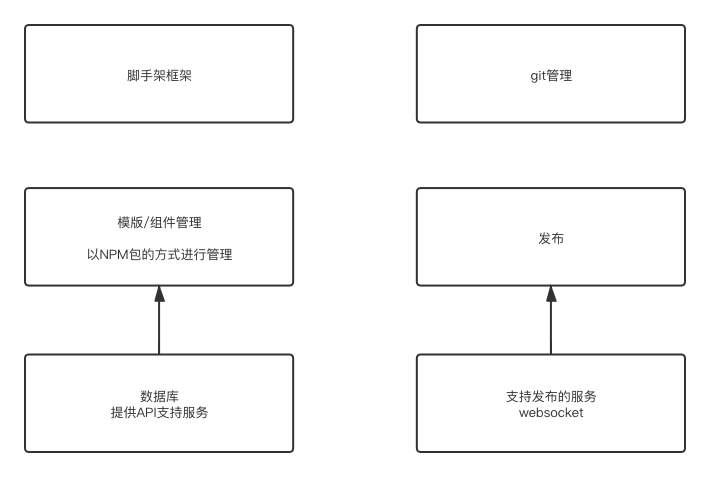 脚手架框架
git管理
模版/组件管理
以NPM包的方式进行管理
发布
数据库
提供API支持服务
支持发布的服务
websocket